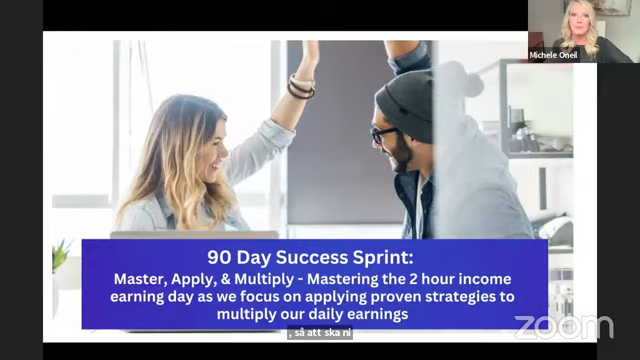 Michele Oneil
90 Day Success Sprint:
Master, Apply, & Multiply - Mastering the 2 hour income
earning day as we focus on applying proven strategies to
multiply our daily earnings
, så att ska ni
zoom